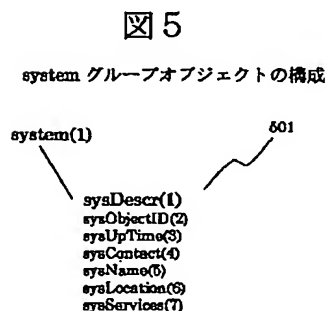 図5
system グループオブジェクトの構成
system(1)
501
sysDescr(1)
sysObjectID(2)
sysUpTime(3)
sysContact(4)
sysName(5)
sysLocation(6)
sysServices(7)